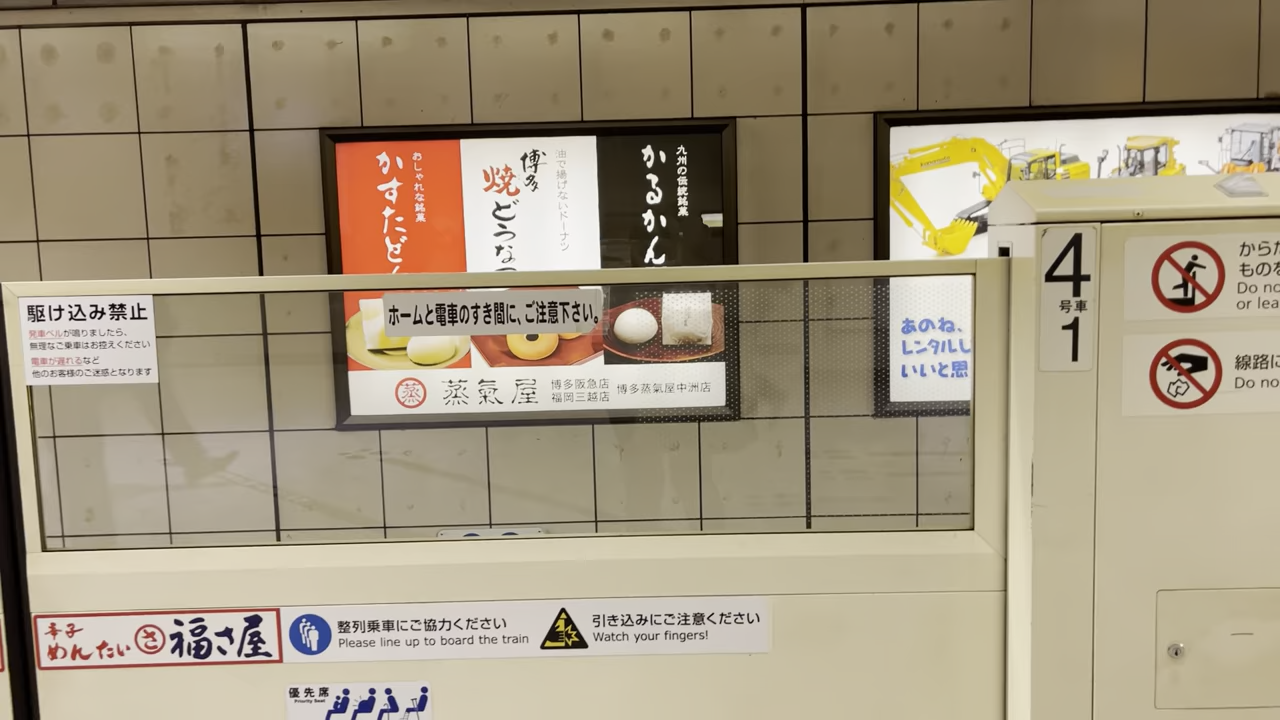 かすたど
おしゃれな銘菓
博多
焼どうなつ
油で揚げないドーナツ
かるかん
九州の伝統銘菓
駆け込み禁止
発車ベルが鳴りましたら、
無理なご乗車はお控えください
電車が遅れるなど
他のお客様のご迷惑となります
ホームと電車のすき間に、ご注意下さい。
蒸 蒸氣屋
博多阪急店
福岡三越店
博多蒸氣屋中洲店
あのね、
レンタルし
いいと思
4
号車
1
から
ものを
Do no
or lea
線路に
Do no
辛子
めんたい
さ 福さ屋
整列乗車にご協力ください
Please line up to board the train
引き込みにご注意ください
Watch your fingers!
優先席
Priority Seat